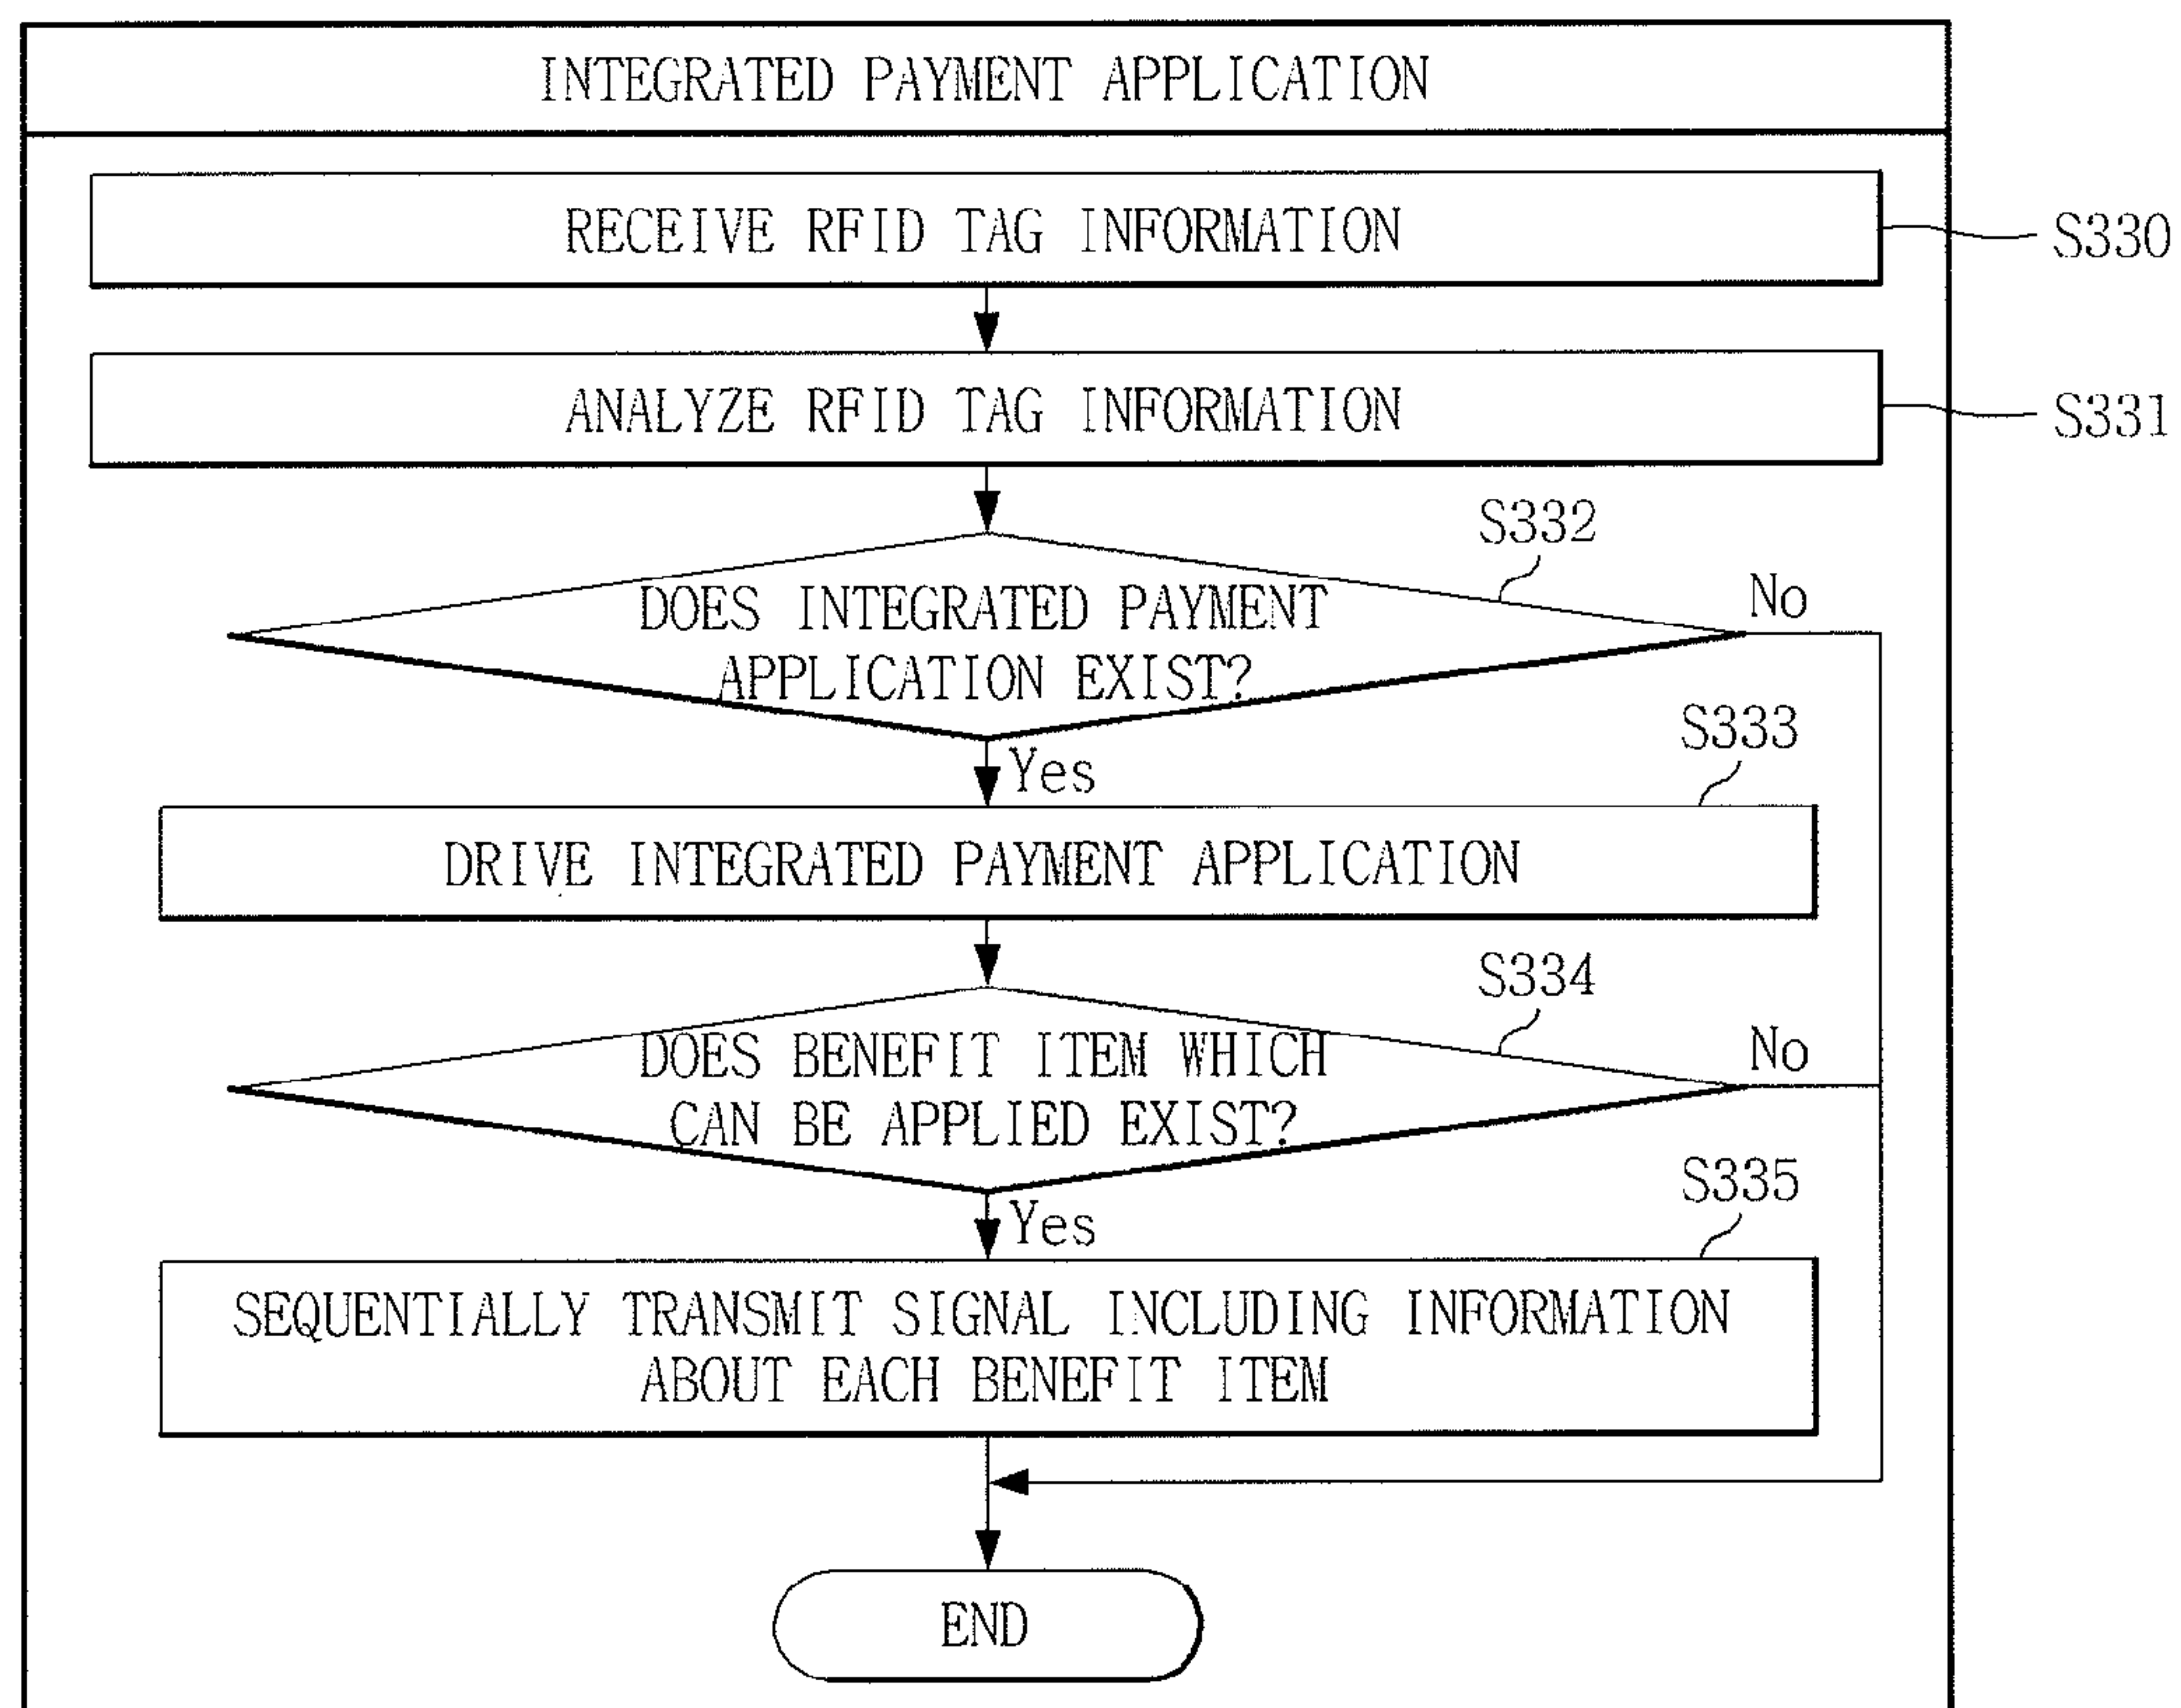 INTEGRATED PAYMENT APPLICATION
RECEIVE RFID TAG INFORMATION
S330
ANALYZE RFID TAG INFORMATION
S331
S332
DOES INTEGRATED PAYMENT
APPLICATION EXIST?
No
Yes
S333
DRIVE INTEGRATED PAYMENT APPLICATION
S334
DOES BENEFIT ITEM WHICH
CAN BE APPLIED EXIST?
No
Yes
S335
SEQUENTIALLY TRANSMIT SIGNAL INCLUDING INFORMATION
ABOUT EACH BENEFIT ITEM
END